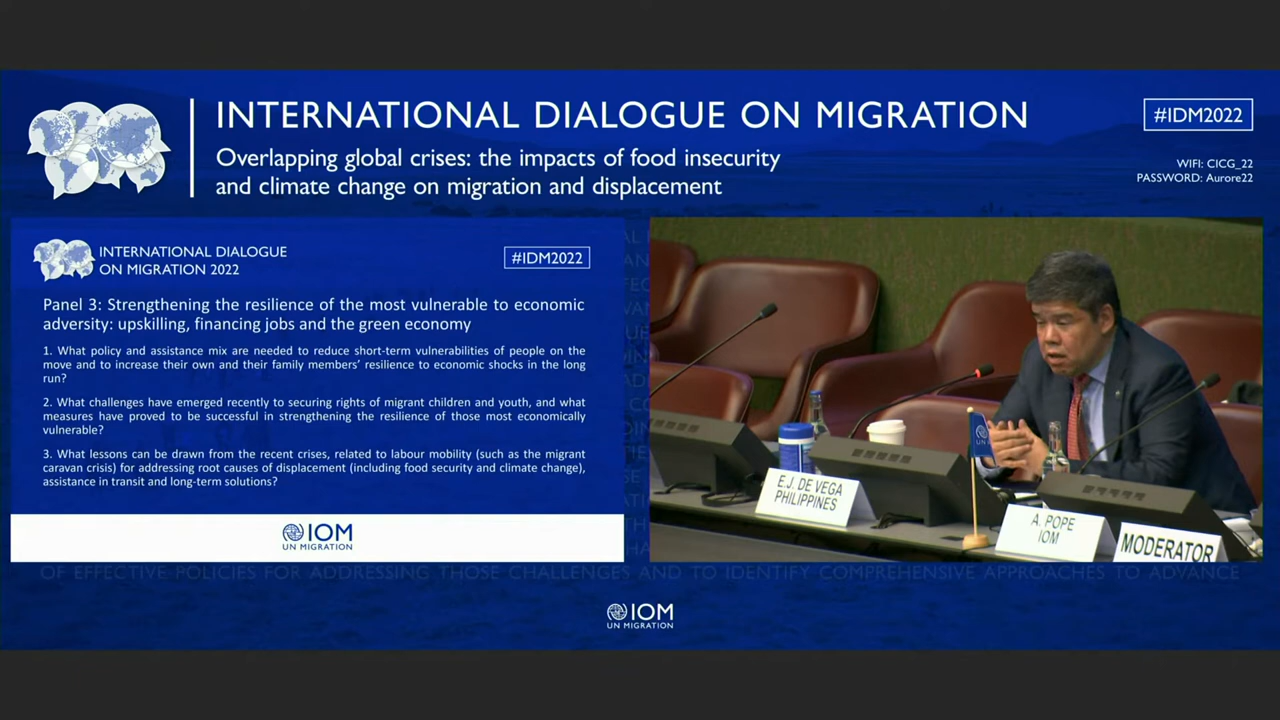 INTERNATIONAL DIALOGUE ON MIGRATION
Overlapping global crises: the impacts of food insecurity
and climate change on migration and displacement
#IDM2022
WIFI: CICG_22
PASSWORD: Aurore22
INTERNATIONAL DIALOGUE
ON MIGRATION 2022
#IDM2022
Panel 3: Strengthening the resilience of the most vulnerable to economic
adversity: upskilling, financing jobs and the green economy
1. What policy and assistance mix are needed to reduce short-term vulnerabilities of people on the
move and to increase their own and their family members' resilience to economic shocks in the long
run?
2. What challenges have emerged recently to securing rights of migrant children and youth, and what
measures have proved to be successful in strengthening the resilience of those most economically
vulnerable?
3. What lessons can be drawn from the recent crises, related to labour mobility (such as the migrant
caravan crisis) for addressing root causes of displacement (including food security and climate change),
assistance in transit and long-term solutions?
IOM
UN MIGRATION
E.J. DE VEGA
PHILIPPINES
A. POPE
IOM
MODERATOR
OF EFFECTIVE POLICIES FOR ADDRESSING THOSE CHALLENGES AND TO IDENTIFY COMPREHENSIVE APPROACHES TO ADVANCE
IOM
UN MIGRATION